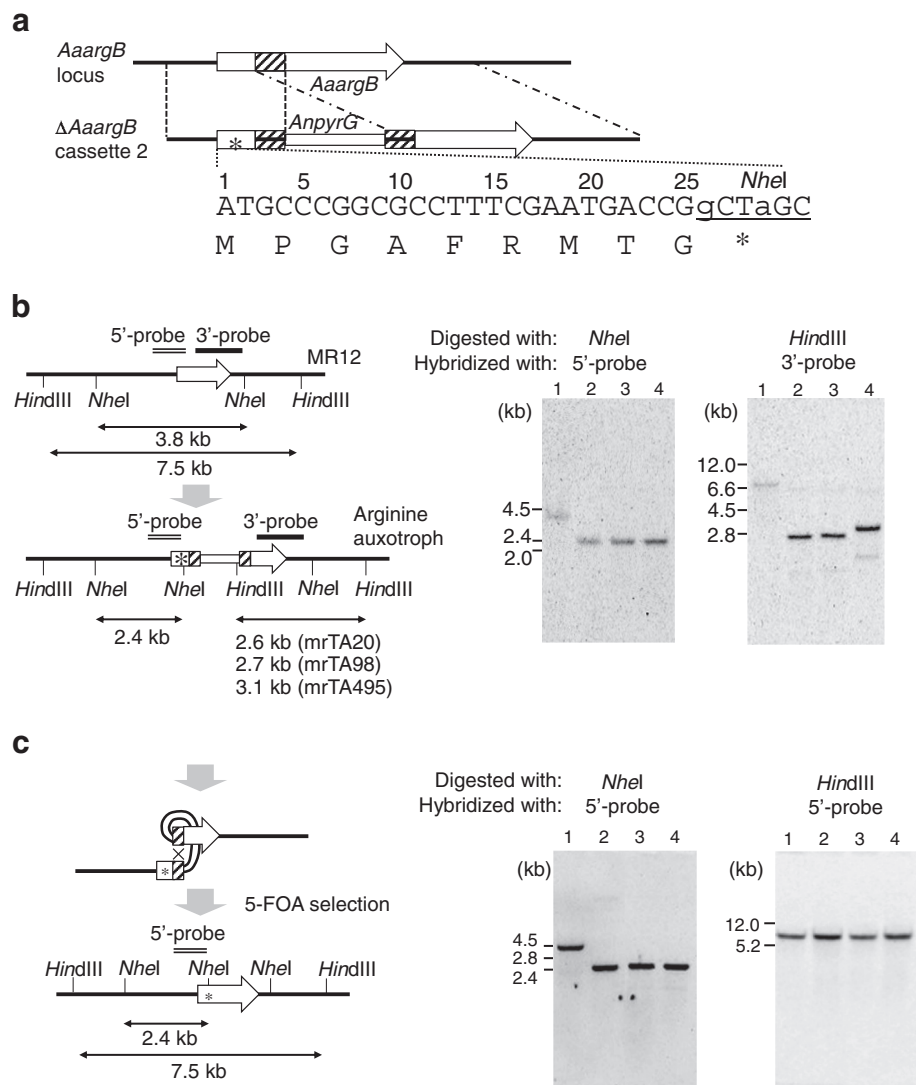 a
AaargB
locus
AaargB
ΔAaargB
cassette 2
AnpyrG
*
1 5 10 15 20 25 NheI
ATGCCCGGCGCCTTTCGAATGACCGgCTaGC
M P G A F R M T G *
b
5'-probe 3'-probe
MR12
HindIII NheI NheI HindIII
3.8 kb
7.5 kb
5'-probe 3'-probe
Arginine
auxotroph
*
HindIII NheI NheI HindIII NheI HindIII
2.4 kb
2.6 kb (mrTA20)
2.7 kb (mrTA98)
3.1 kb (mrTA495)
Digested with: NheI HindIII
Hybridized with: 5'-probe 3'-probe
1 2 3 4 1 2 3 4
(kb) (kb)
4.5
2.4
2.0
12.0
6.6
4.5
2.8
c
*
5-FOA selection
5'-probe
HindIII NheI NheI NheI HindIII
*
2.4 kb
7.5 kb
Digested with: NheI HindIII
Hybridized with: 5'-probe 5'-probe
1 2 3 4 1 2 3 4
(kb) (kb)
4.5
2.8
2.4
12.0
5.2